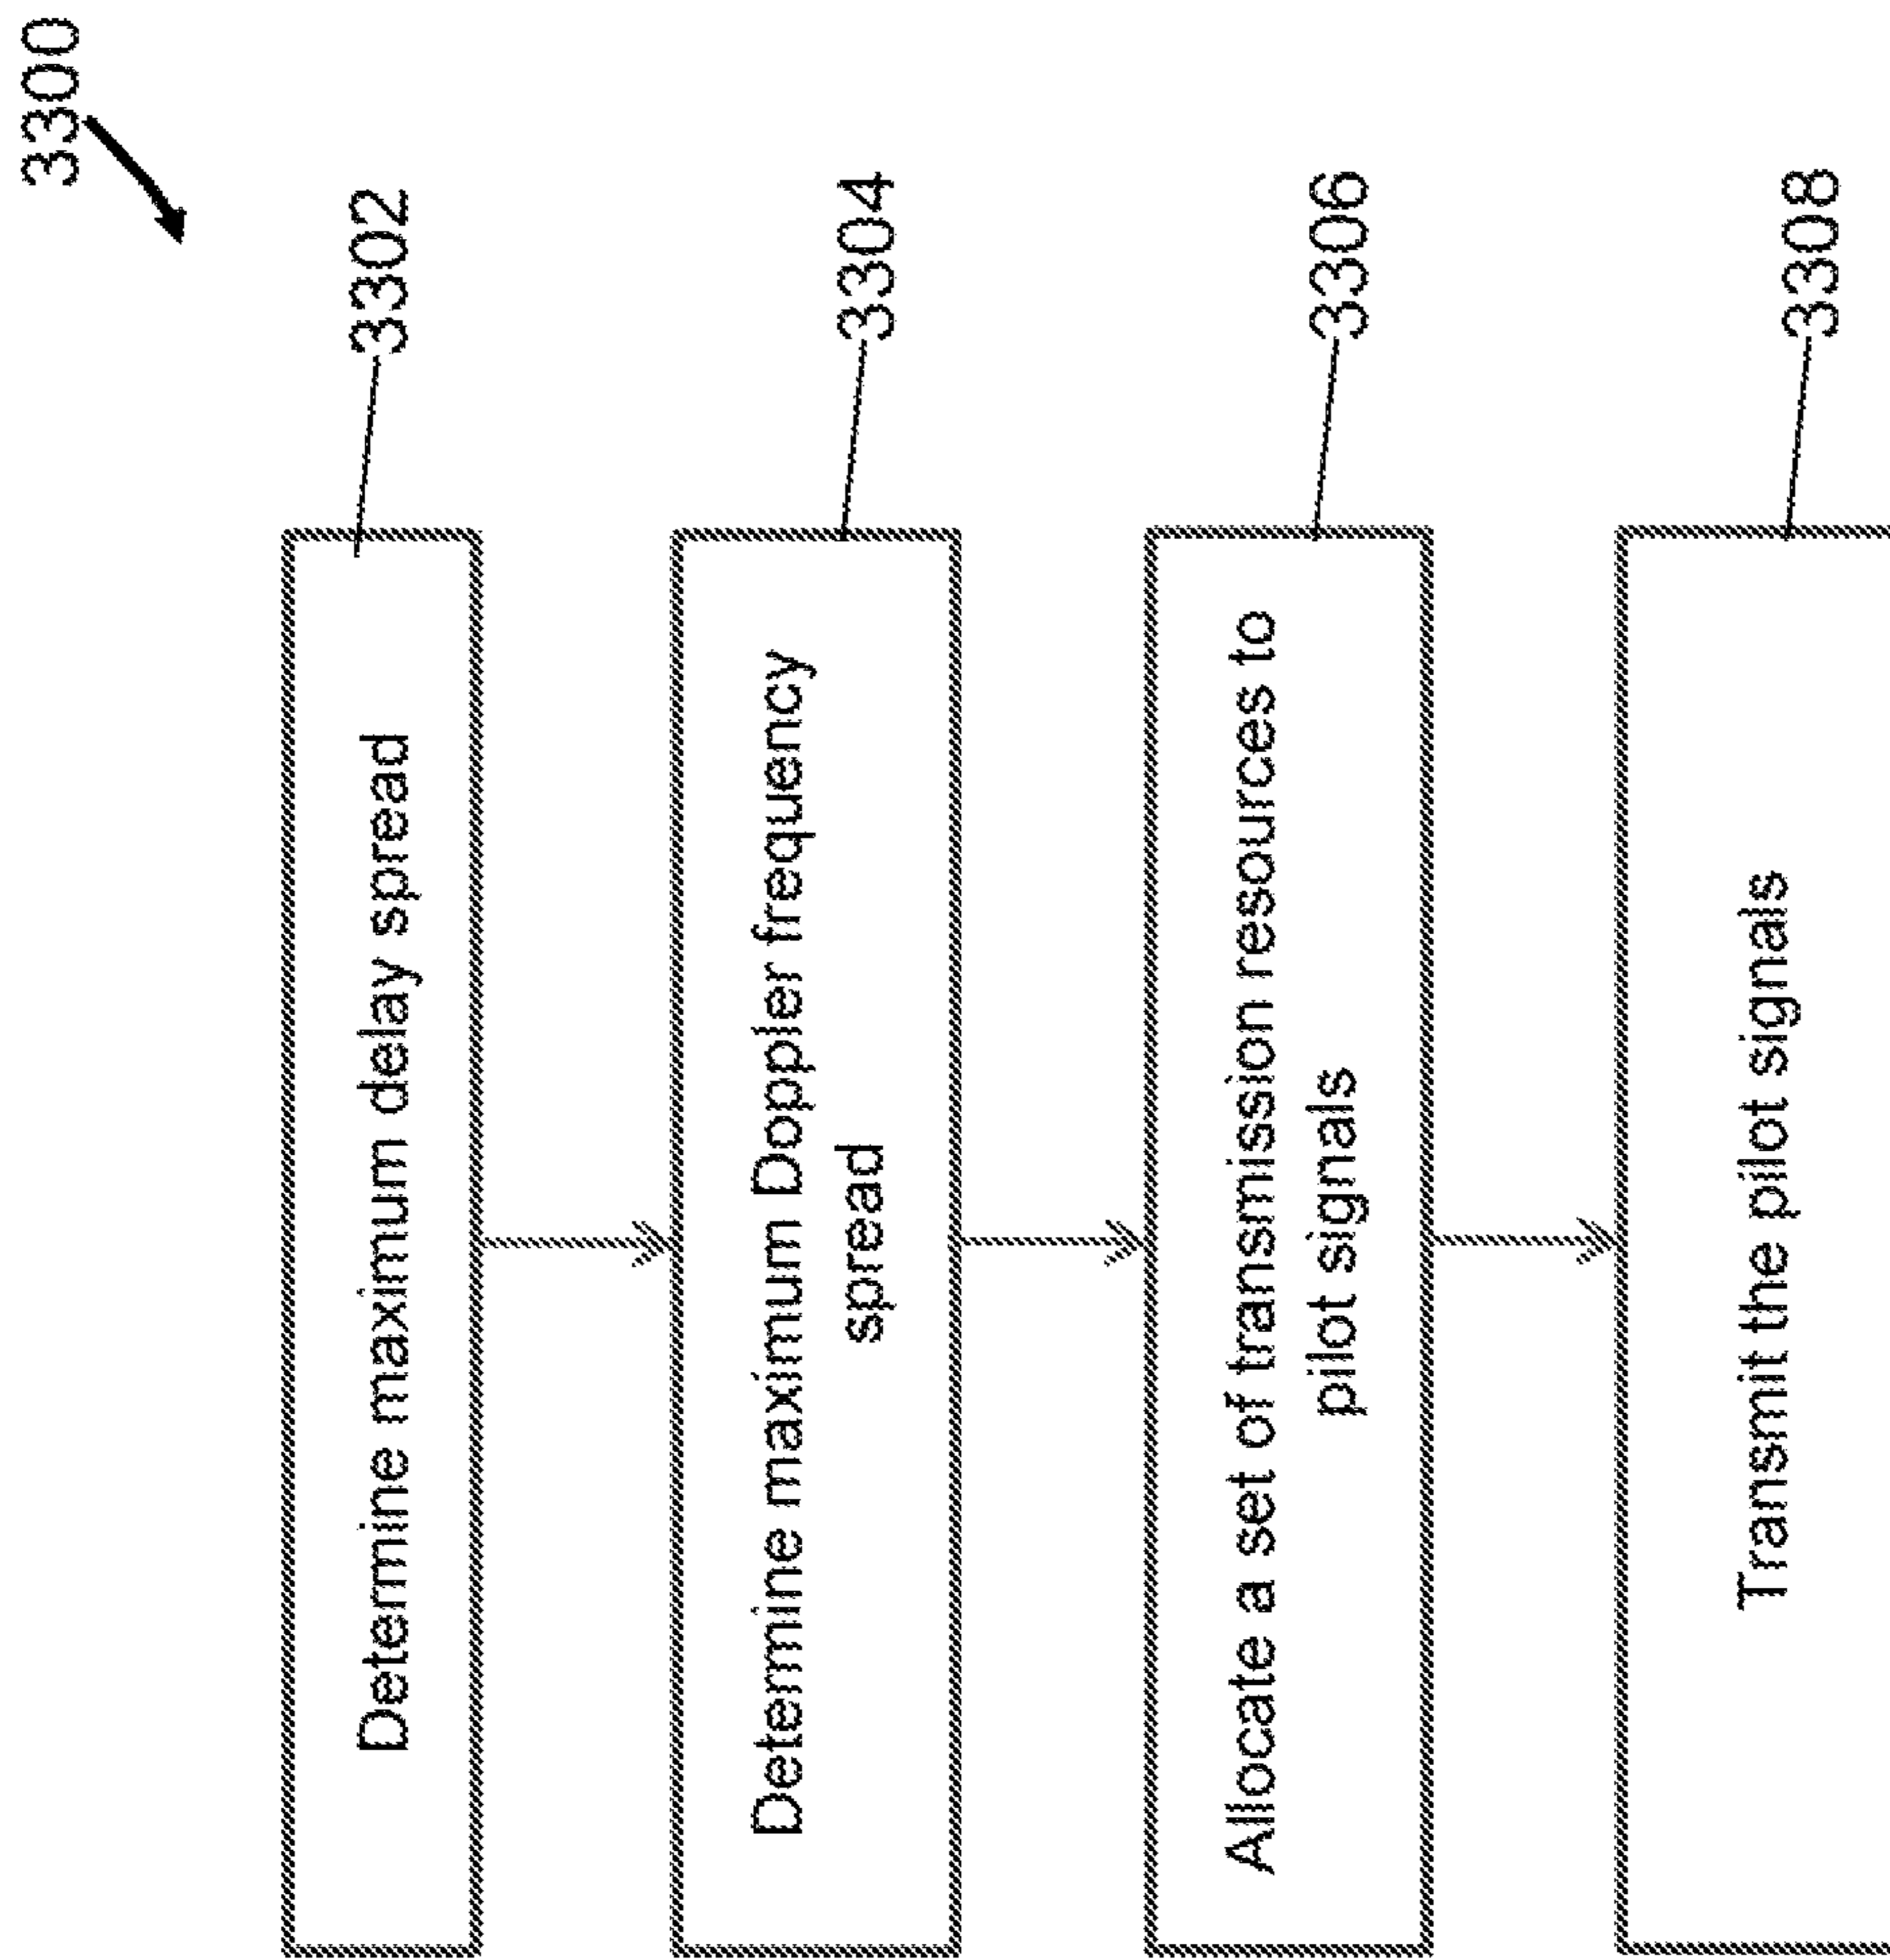 3300
Determine maximum delay spread
3302
Determine maximum Doppler frequency
spread
3304
Allocate a set of transmission resources to
pilot signals
3306
Transmit the pilot signals
3308